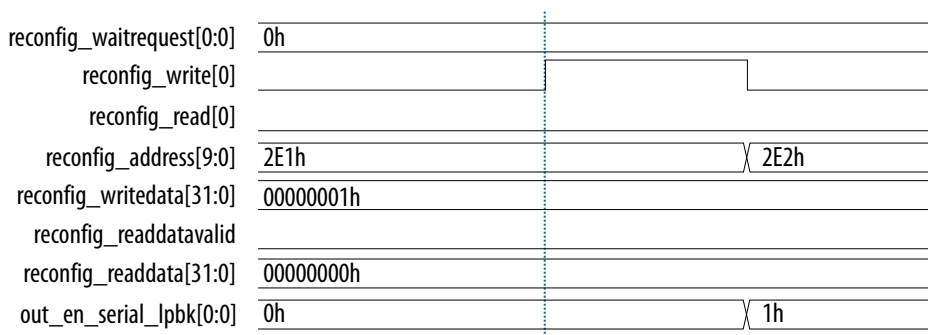 reconfig_waitrequest[0:0] 0h
reconfig_write[0]
reconfig_read[0]
reconfig_address[9:0] 2E1h 2E2h
reconfig_writedata[31:0] 00000001h
reconfig_readdatavalid
reconfig_readdata[31:0] 00000000h
out_en_serial_lpbk[0:0] 0h 1h